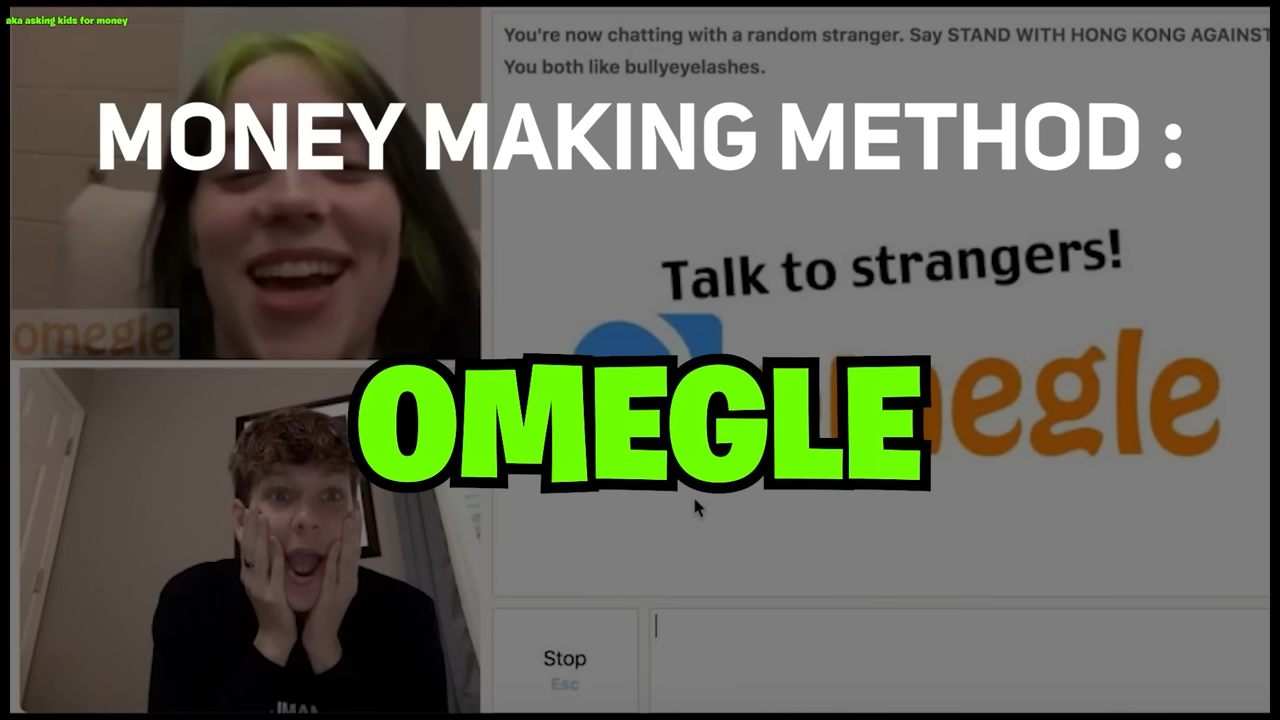 aka asking kids for money
You're now chatting with a random stranger. Say STAND WITH HONG KONG AGAINST
You both like bullyeyelashes.
MONEY MAKING METHOD :
Talk to strangers!
omegle
omegle
OMEGLE
Stop
Esc